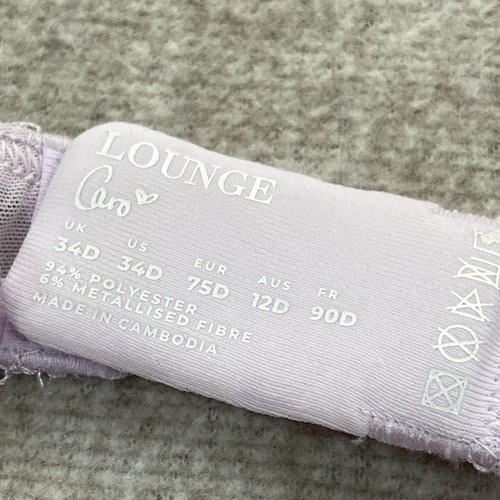 LOUNGE
Caro
UK US EUR AUS FR
34D 34D 75D 12D 90D
94% POLYESTER
6% METALLISED FIBRE
MADE IN CAMBODIA